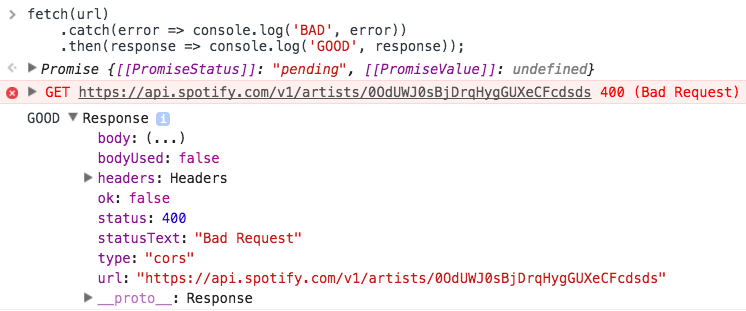 > fetch(url)
.catch(error => console.log('BAD', error))
.then(response => console.log('GOOD', response));
Promise {[[PromiseStatus]]: "pending", [[PromiseValue]]: undefined}
GET https://api.spotify.com/v1/artists/0OdUWJ0sBjDrqHygGUXeCFcdsds 400 (Bad Request)
GOOD Response i
body: (...)
bodyUsed: false
headers: Headers
ok: false
status: 400
statusText: "Bad Request"
type: "cors"
url: "https://api.spotify.com/v1/artists/0OdUWJ0sBjDrqHygGUXeCFcdsds"
__proto__: Response